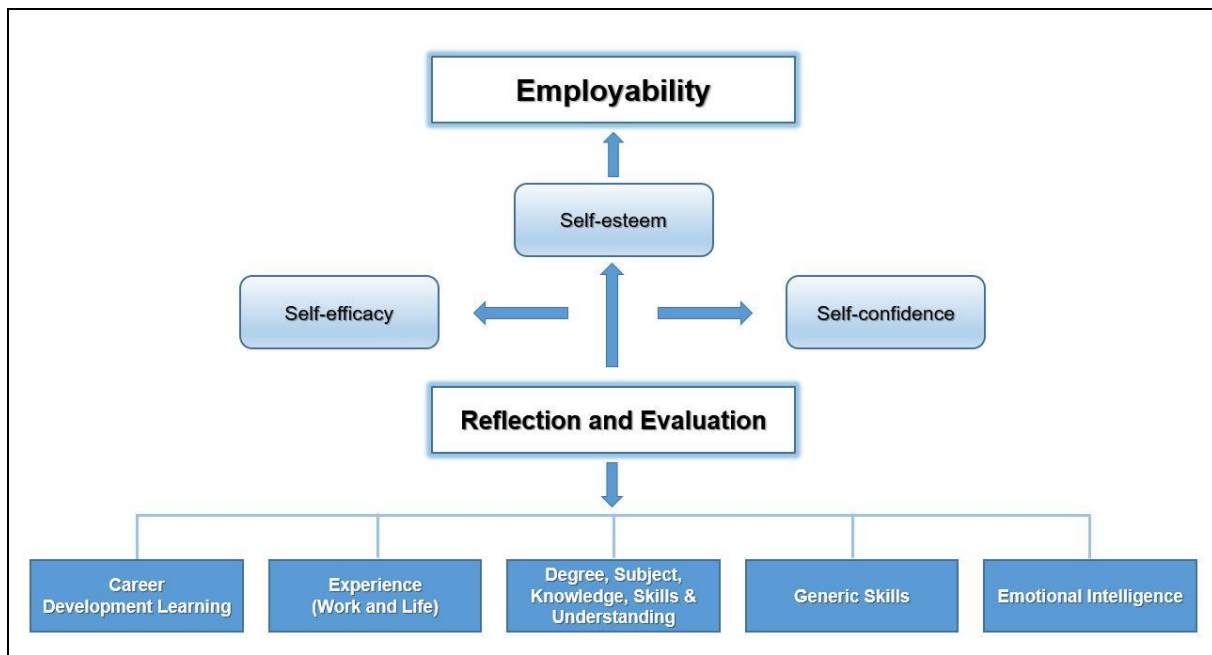 Employability
Self-esteem
Self-efficacy
Self-confidence
Reflection and Evaluation
Career
Development Learning
Experience
(Work and Life)
Degree, Subject,
Knowledge, Skills &
Understanding
Generic Skills
Emotional Intelligence